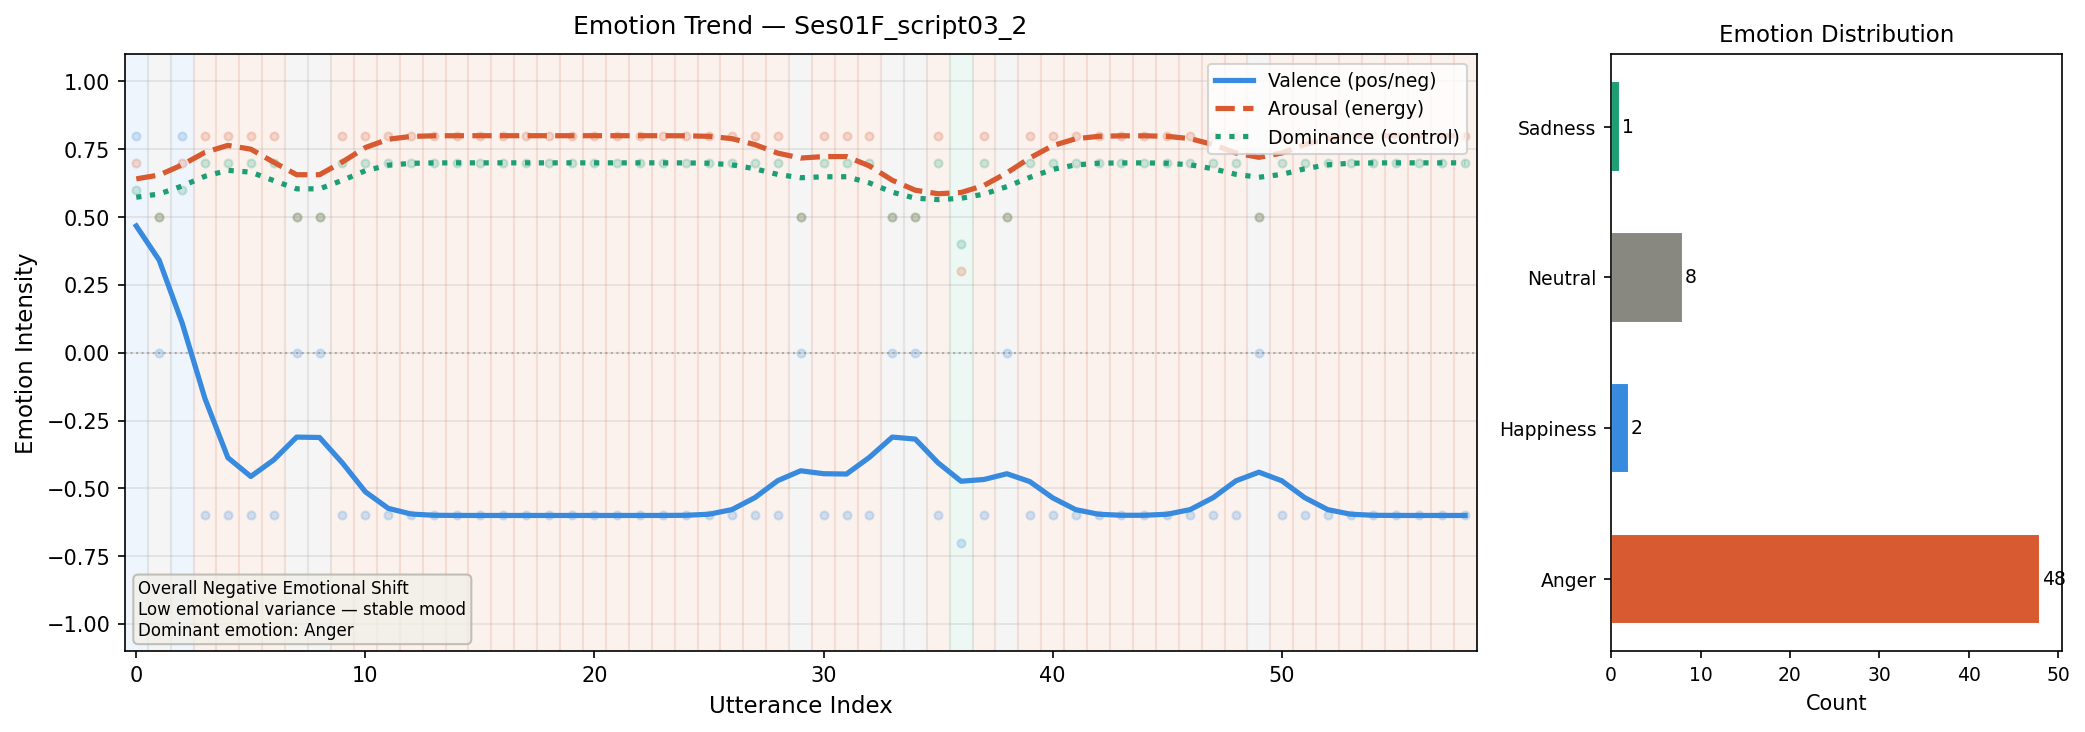 Emotion Trend — Ses01F_script03_2
Emotion Intensity
1.00
0.75
0.50
0.25
0.00
−0.25
−0.50
−0.75
−1.00
Valence (pos/neg)
Arousal (energy)
Dominance (control)
Overall Negative Emotional Shift
Low emotional variance — stable mood
Dominant emotion: Anger
0 10 20 30 40 50
Utterance Index
Emotion Distribution
Sadness 1
Neutral 8
Happiness 2
Anger 48
0 10 20 30 40 50
Count